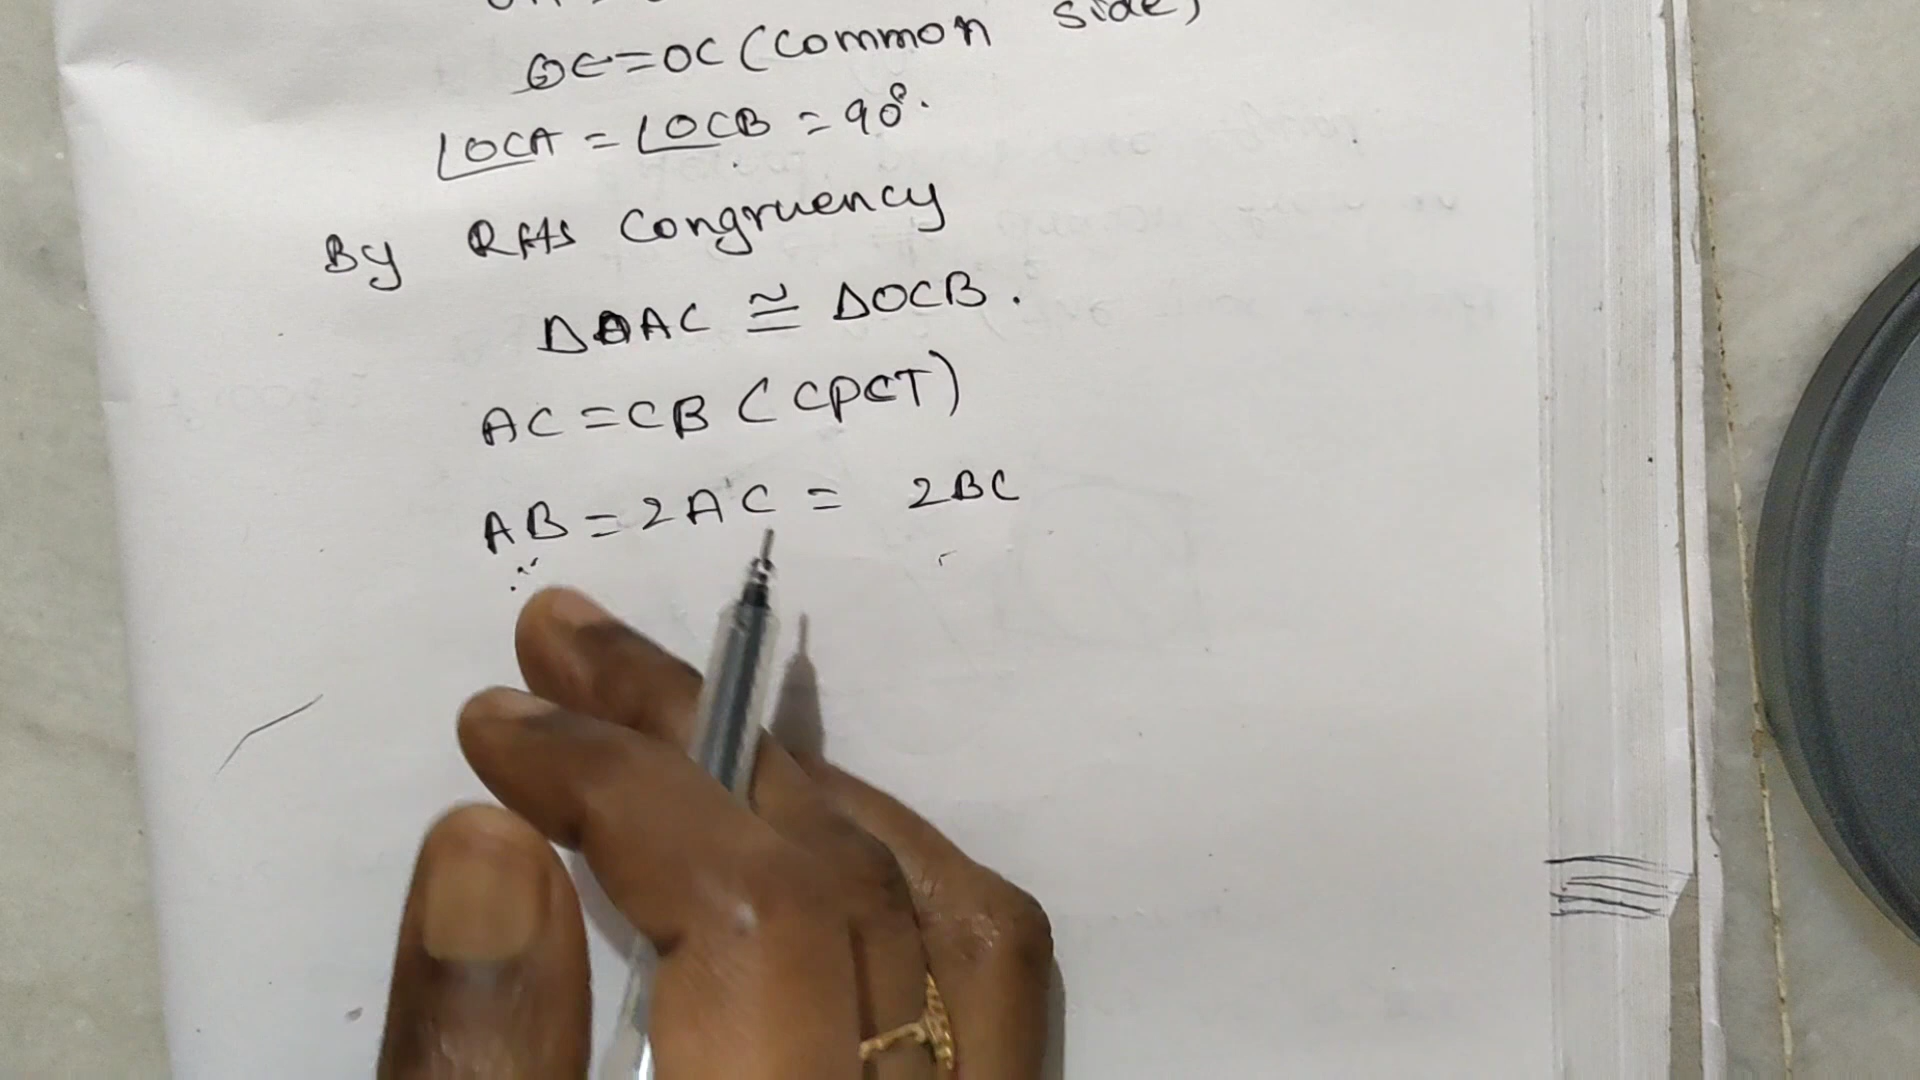 OC=OC (Common side)
∠OCA = ∠OCB = 90°.
By RHS Congruency
ΔOAC ≅ ΔOCB.
AC = CB (CPCT)
AB = 2AC = 2BC